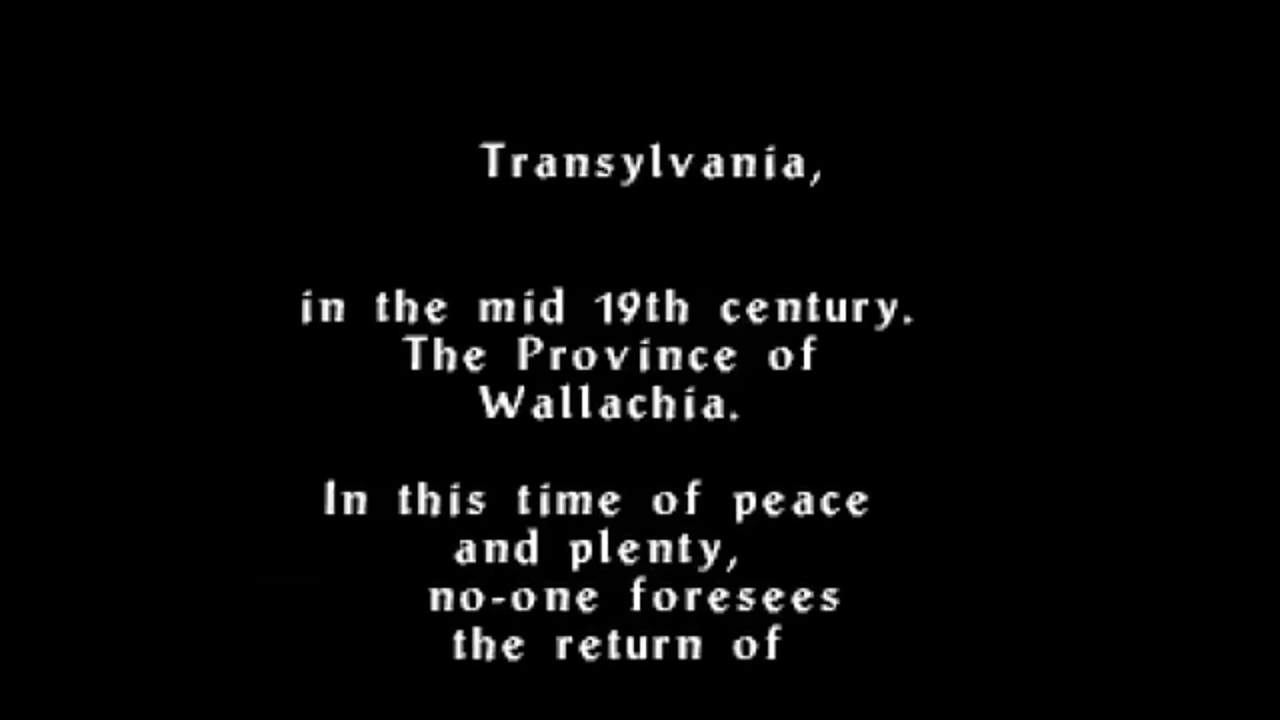 Transylvania,
in the mid 19th century.
The Province of
Wallachia.
In this time of peace
and plenty,
no-one foresees
the return of